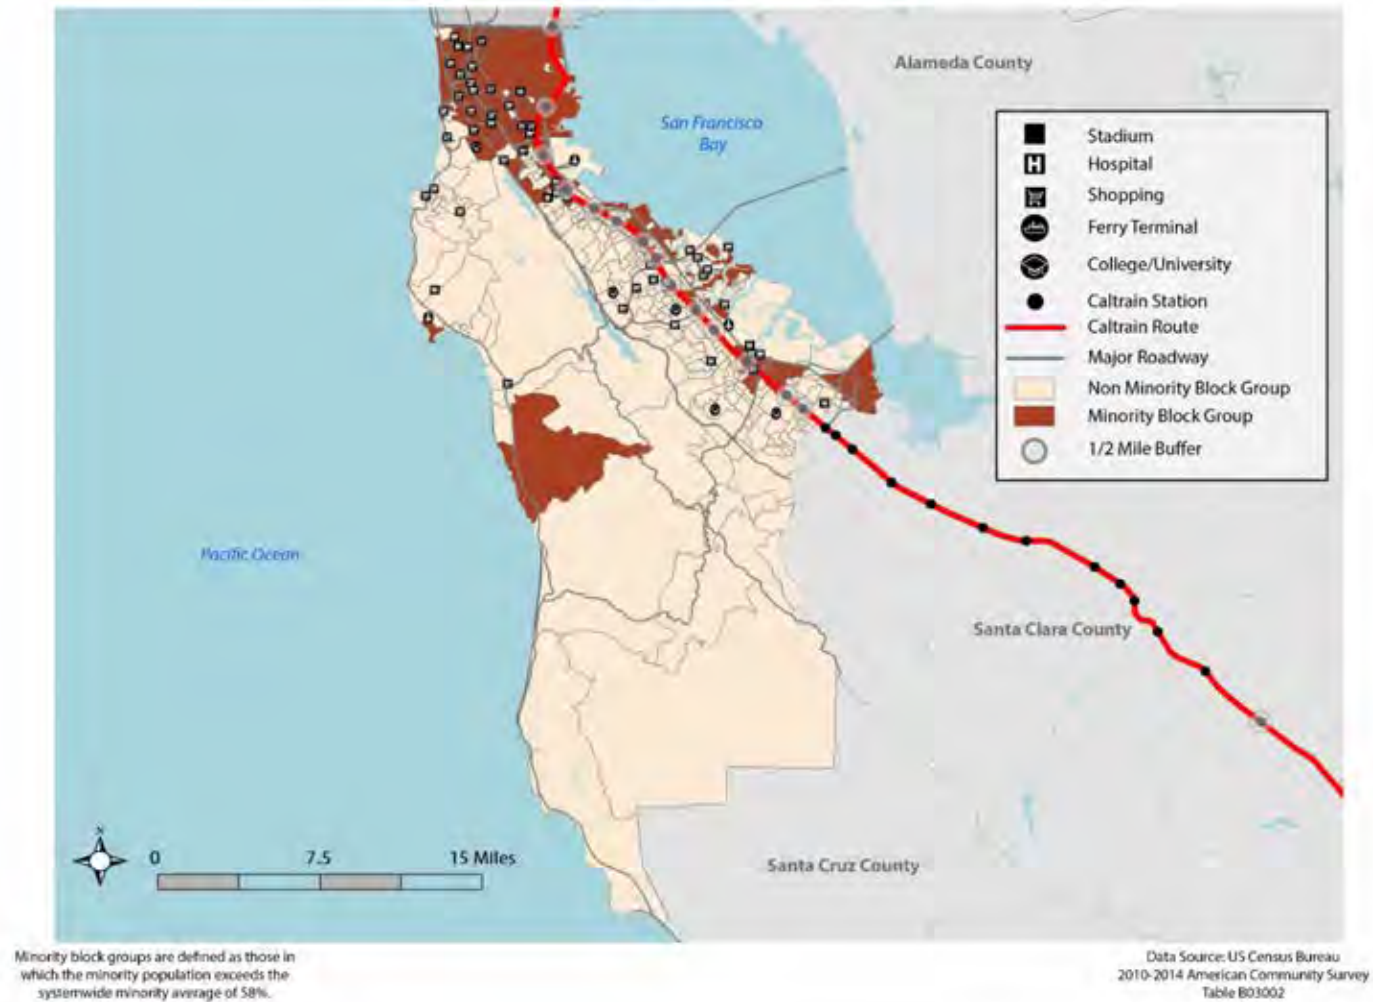 Alameda County
San Francisco
Bay
Stadium
Hospital
Shopping
Ferry Terminal
College/University
Caltrain Station
Caltrain Route
Major Roadway
Non Minority Block Group
Minority Block Group
1/2 Mile Buffer
H
Pacific Ocean
Santa Clara County
N
0 7.5 15 Miles
Santa Cruz County
Minority block groups are defined as those in
which the minority population exceeds the
systemwide minority average of 58%.
Data Source: US Census Bureau
2010-2014 American Community Survey
Table B03002